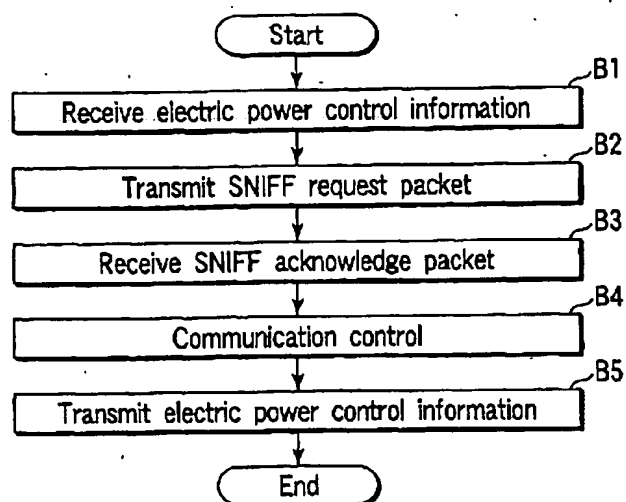 Start
B1
Receive electric power control information
B2
Transmit SNIFF request packet
B3
Receive SNIFF acknowledge packet
B4
Communication control
B5
Transmit electric power control information
End